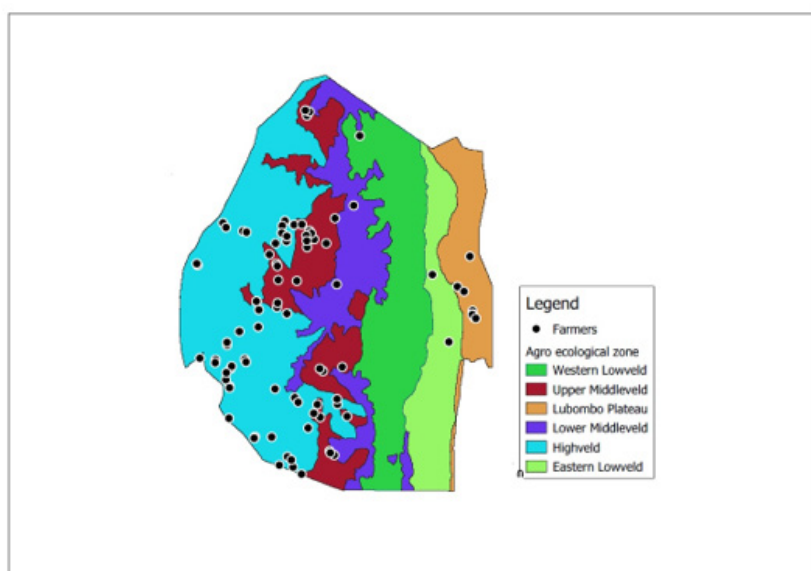 Legend
Farmers
Agro ecological zone
Western Lowveld
Upper Middleveld
Lubombo Plateau
Lower Middleveld
Highveld
Eastern Lowveld